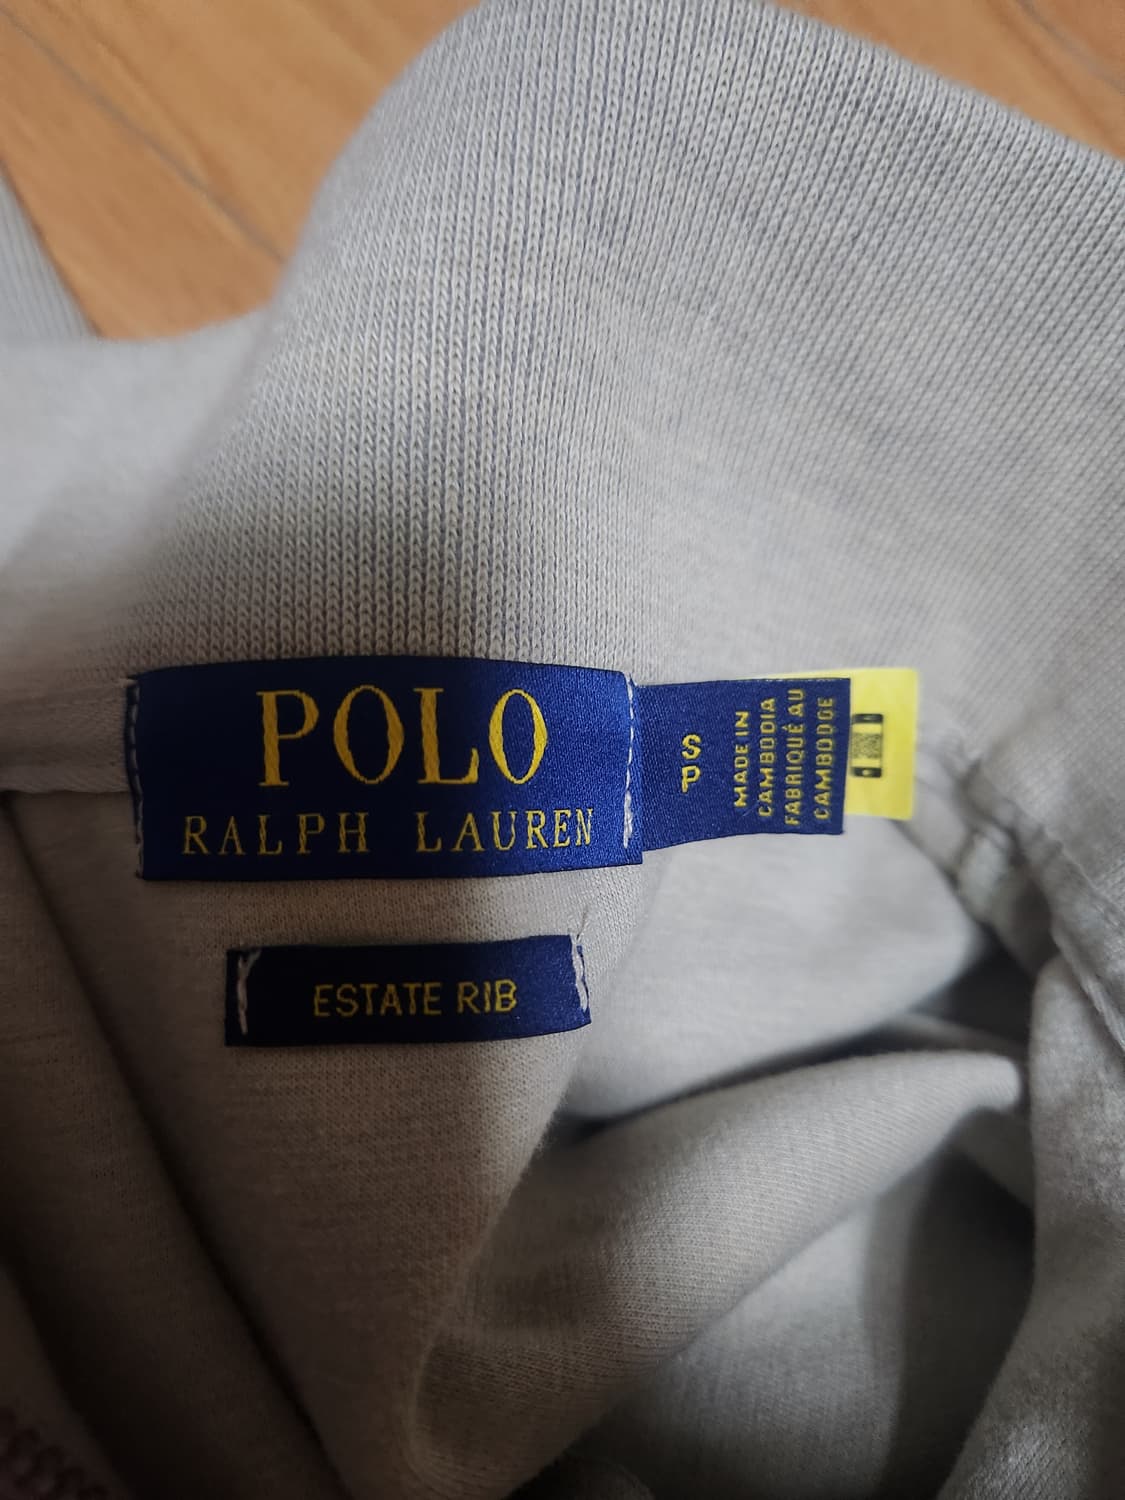 POLO
RALPH LAUREN
S
P
MADE IN
CAMBODIA
FABRIQUÉ AU
CAMBODGE
ESTATE RIB